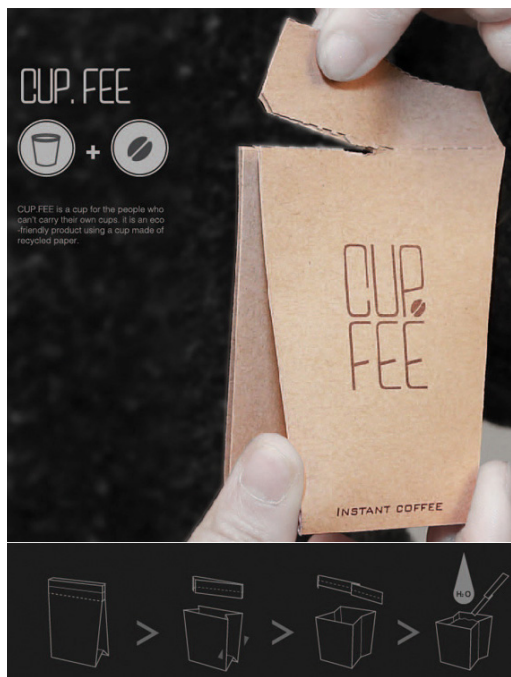 CUP. FEE
+
CUP.FEE is a cup for the people who
can't carry their own cups. it is an eco
-friendly product using a cup made of
recycled paper.
CUP.
FEE
INSTANT COFFEE
> > >
H2O